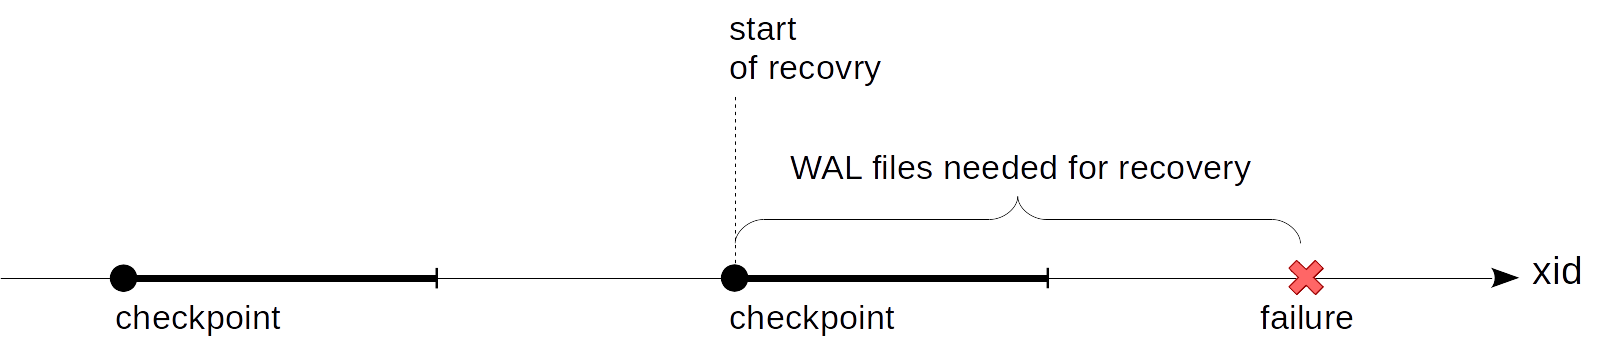 start
of recovry
WAL files needed for recovery
xid
checkpoint
checkpoint
failure